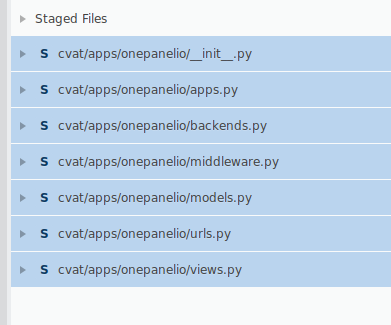 Staged Files
S cvat/apps/onepanelio/__init__.py
S cvat/apps/onepanelio/apps.py
S cvat/apps/onepanelio/backends.py
S cvat/apps/onepanelio/middleware.py
S cvat/apps/onepanelio/models.py
S cvat/apps/onepanelio/urls.py
S cvat/apps/onepanelio/views.py